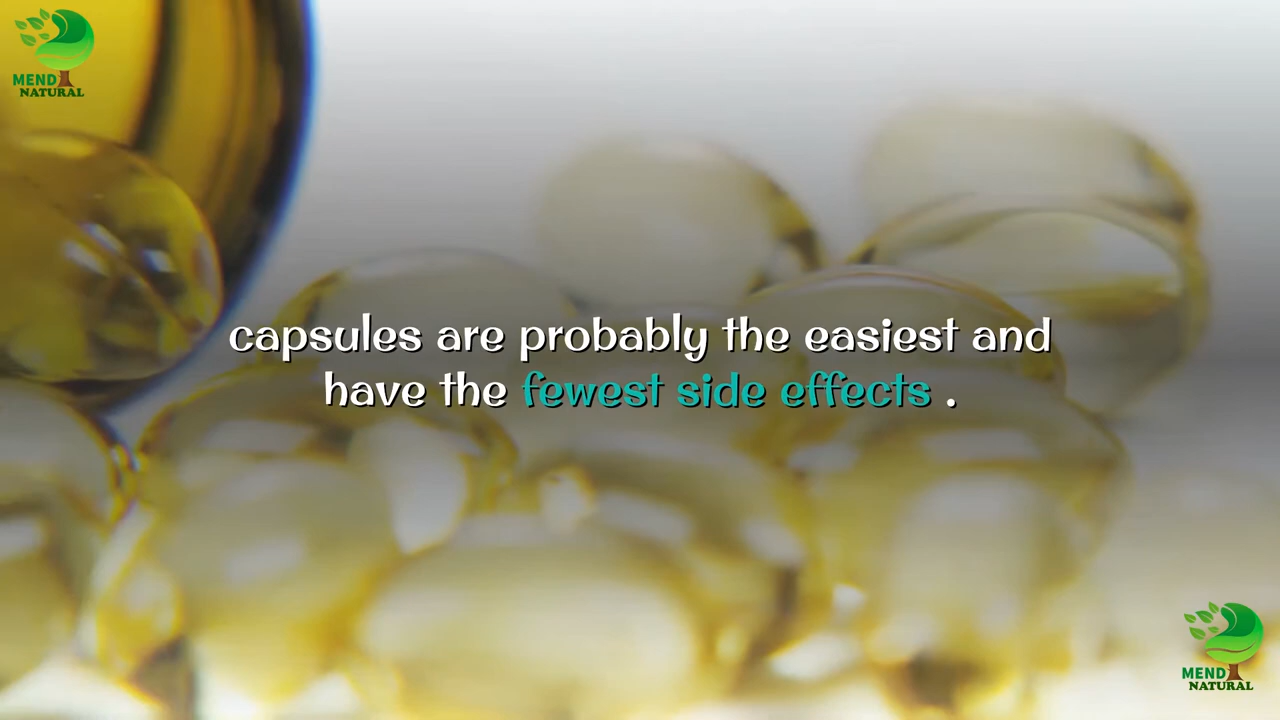 MEND
NATURAL
capsules are probably the easiest and
have the fewest side effects .
MEND
NATURAL